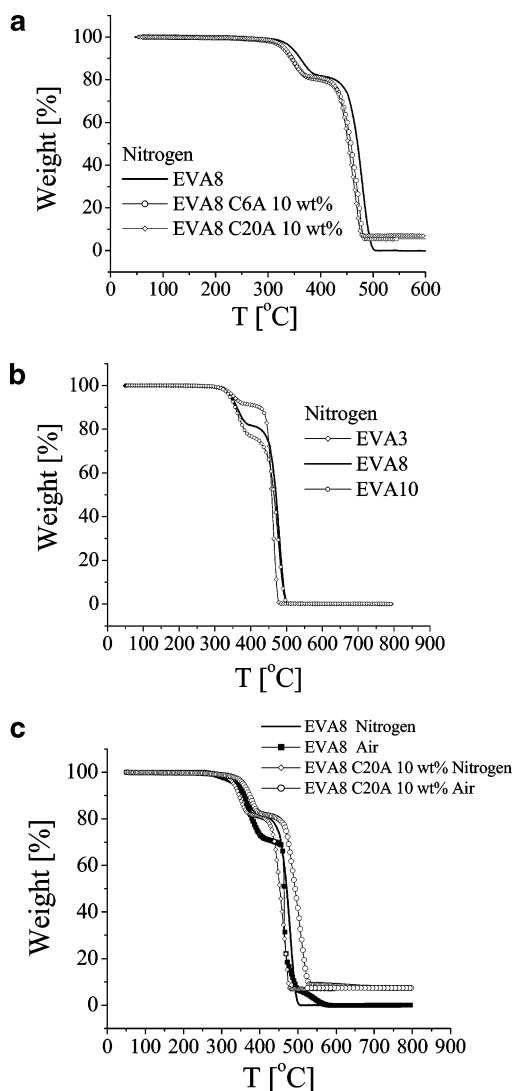 a
100
80
60
40
20
0
Weight [%]
Nitrogen
EVA8
EVA8 C6A 10 wt%
EVA8 C20A 10 wt%
0 100 200 300 400 500 600
T [°C]
b
100
80
60
40
20
0
Weight [%]
Nitrogen
EVA3
EVA8
EVA10
0 100 200 300 400 500 600 700 800 900
T [°C]
c
EVA8 Nitrogen
EVA8 Air
EVA8 C20A 10 wt% Nitrogen
EVA8 C20A 10 wt% Air
100
80
60
40
20
0
Weight [%]
0 100 200 300 400 500 600 700 800 900
T [°C]